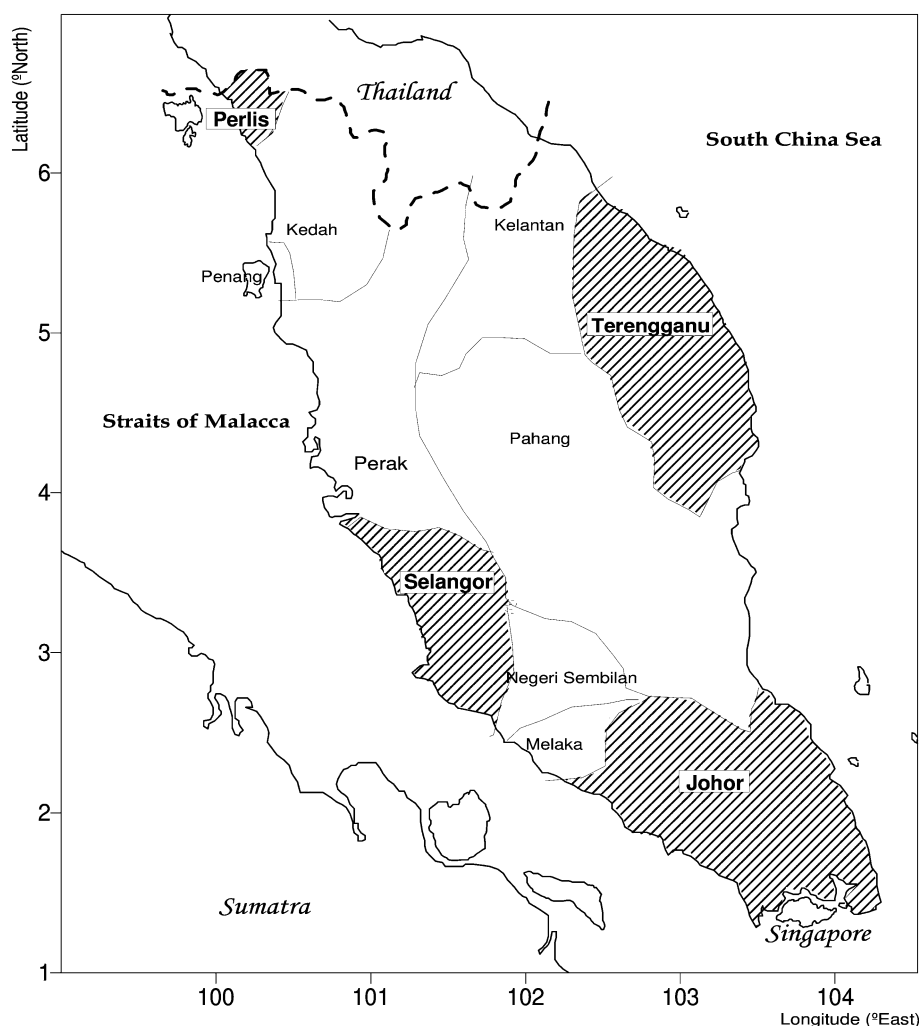 Latitude (ºNorth)
Thailand
Perlis
South China Sea
6
Kedah
Kelantan
Penang
5
Terengganu
Straits of Malacca
Pahang
Perak
4
Selangor
3
Negeri Sembilan
Melaka
Johor
2
Sumatra
Singapore
1
100 101 102 103 104
Longitude (ºEast)